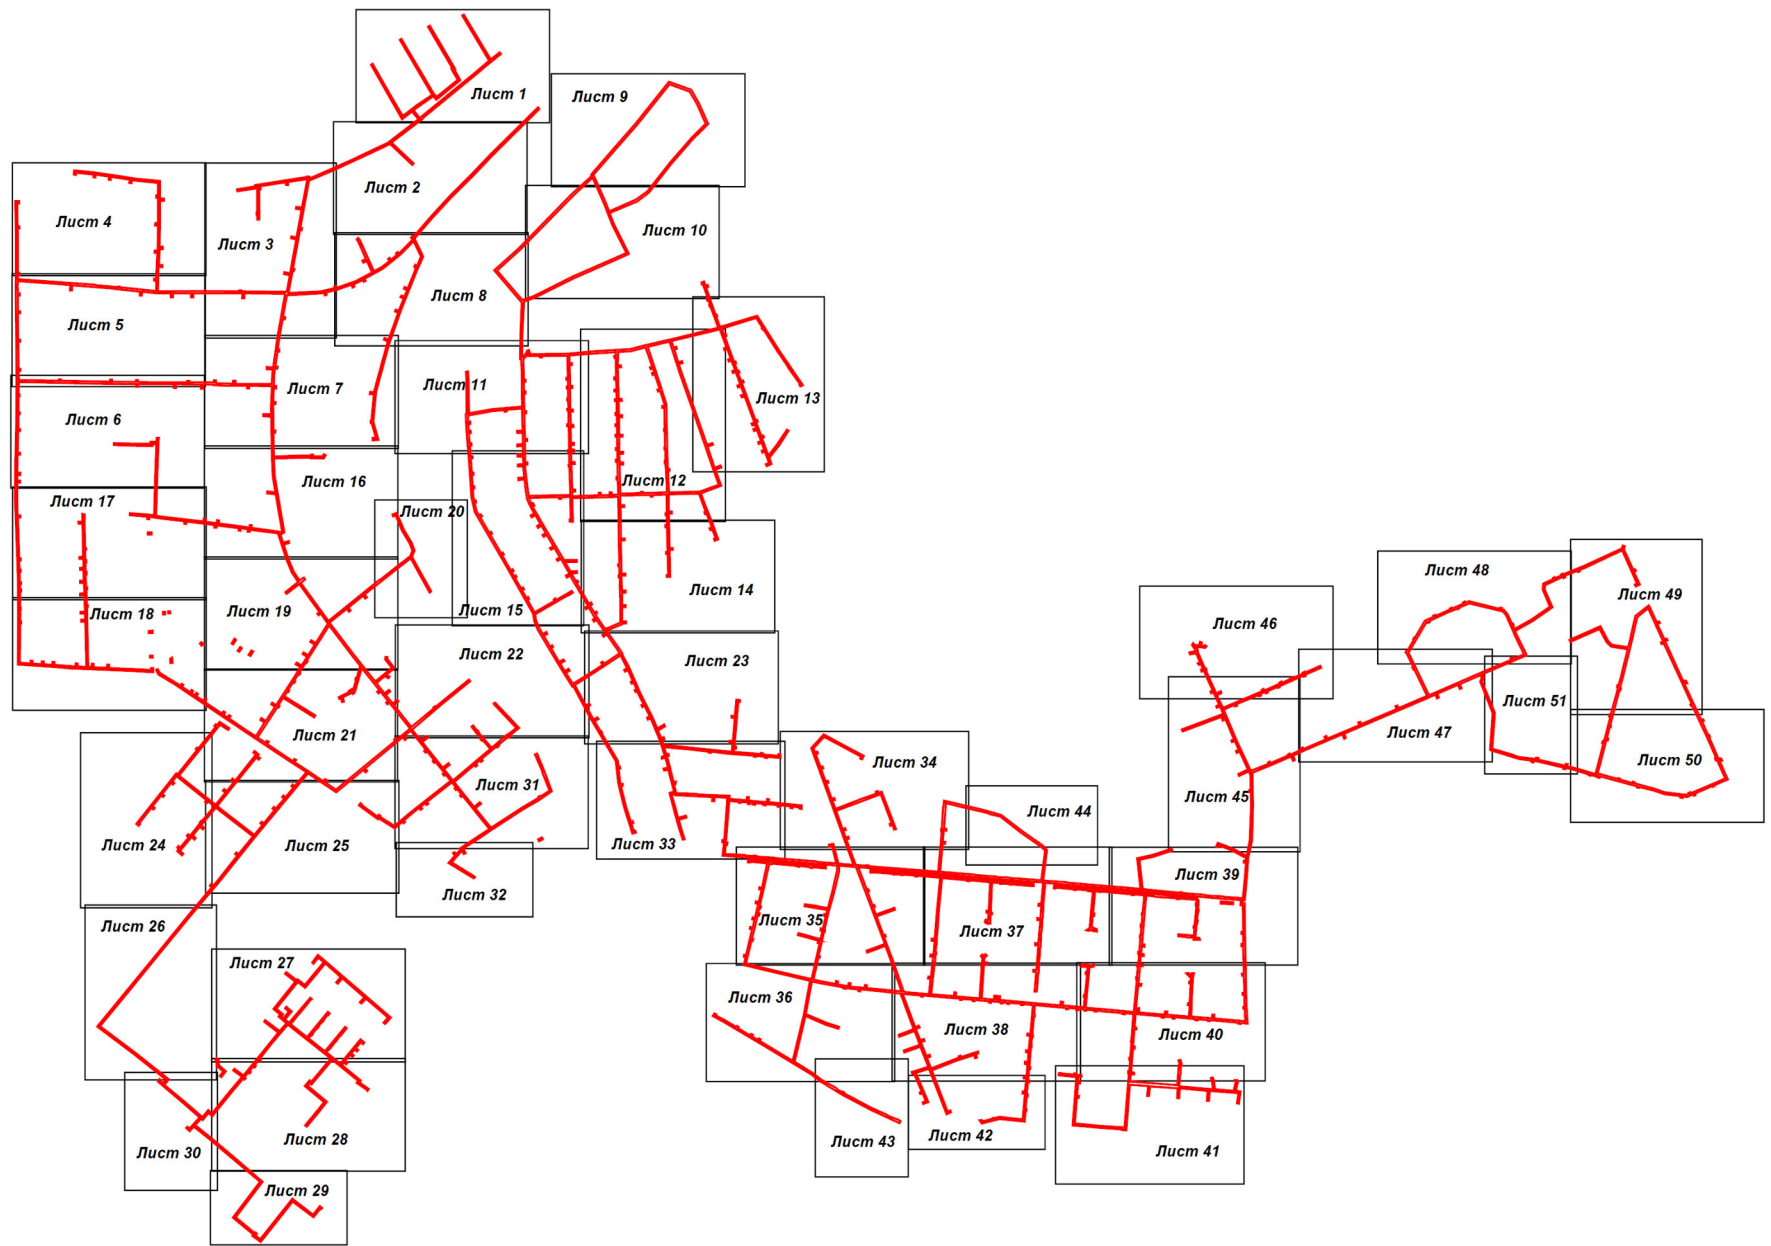 Лист 1
Лист 9
Лист 2
Лист 4
Лист 3
Лист 10
Лист 8
Лист 5
Лист 7
Лист 11
Лист 13
Лист 6
Лист 16
Лист 12
Лист 17
Лист 20
Лист 48
Лист 14
Лист 49
Лист 18
Лист 19
Лист 15
Лист 46
Лист 22
Лист 23
Лист 51
Лист 21
Лист 47
Лист 50
Лист 34
Лист 31
Лист 45
Лист 44
Лист 24
Лист 25
Лист 33
Лист 39
Лист 32
Лист 35
Лист 26
Лист 37
Лист 27
Лист 36
Лист 38
Лист 40
Лист 28
Лист 42
Лист 43
Лист 30
Лист 41
Лист 29